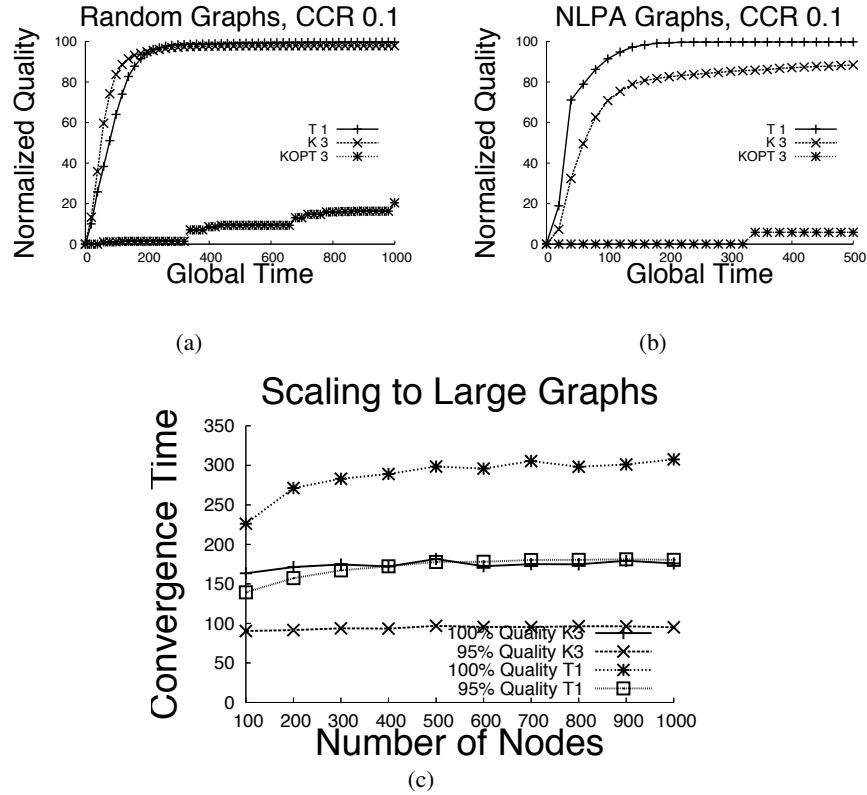 Random Graphs, CCR 0.1
Normalized Quality
100
80
60
40
20
0
T 1
K 3
KOPT 3
0 200 400 600 800 1000
Global Time
(a)
NLPA Graphs, CCR 0.1
Normalized Quality
100
80
60
40
20
0
T 1
K 3
KOPT 3
0 100 200 300 400 500
Global Time
(b)
Scaling to Large Graphs
Convergence Time
350
300
250
200
150
100
50
0
100% Quality K3
95% Quality K3
100% Quality T1
95% Quality T1
100 200 300 400 500 600 700 800 900 1000
Number of Nodes
(c)